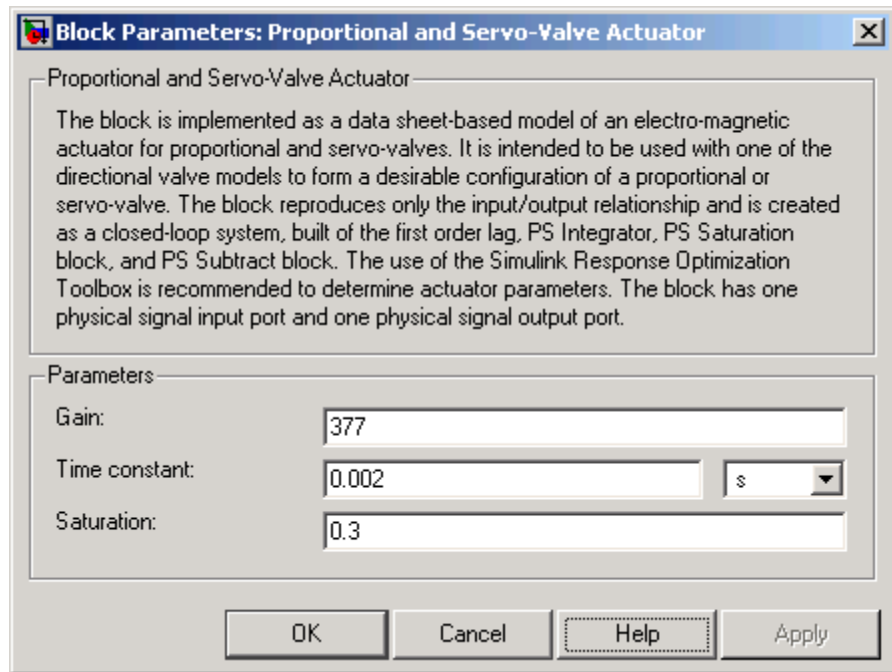 Block Parameters: Proportional and Servo-Valve Actuator
Proportional and Servo-Valve Actuator
The block is implemented as a data sheet-based model of an electro-magnetic
actuator for proportional and servo-valves. It is intended to be used with one of the
directional valve models to form a desirable configuration of a proportional or
servo-valve. The block reproduces only the input/output relationship and is created
as a closed-loop system, built of the first order lag, PS Integrator, PS Saturation
block, and PS Subtract block. The use of the Simulink Response Optimization
Toolbox is recommended to determine actuator parameters. The block has one
physical signal input port and one physical signal output port.
Parameters
Gain: 377
Time constant: 0.002 s
Saturation: 0.3
OK Cancel Help Apply